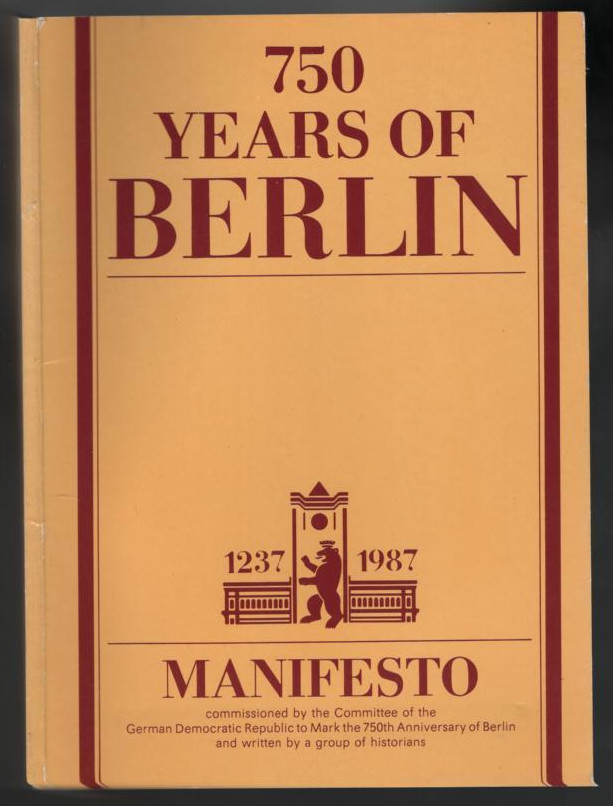 750
YEARS OF
BERLIN
1237 1987
MANIFESTO
commissioned by the Committee of the
German Democratic Republic to Mark the 750th Anniversary of Berlin
and written by a group of historians